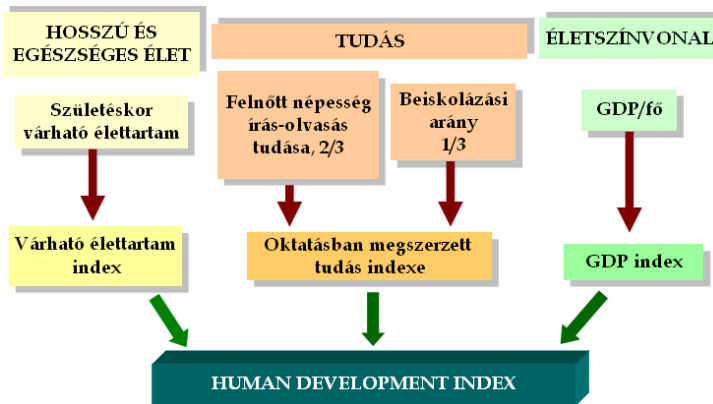 HOSSZÚ ÉS
EGÉSZSÉGES ÉLET
TUDÁS
ÉLETSZÍNVONAL
Születéskor
várható élettartam
Felnőtt népesség
írás-olvasás
tudása, 2/3
Beiskolázási
arány
1/3
GDP/fő
Várható élettartam
index
Oktatásban megszerzett
tudás indexe
GDP index
HUMAN DEVELOPMENT INDEX